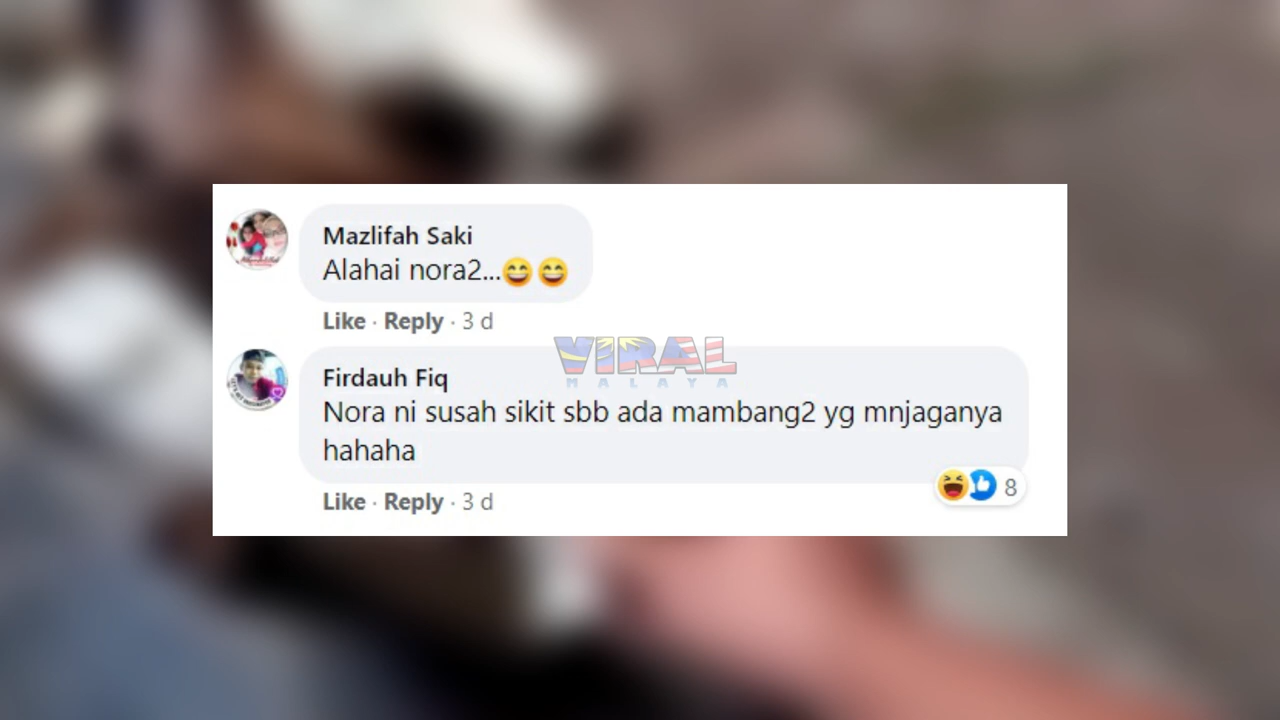 Mazlifah Saki
Alahai nora2...😄😄
Like · Reply · 3 d
VIRAL
MALAYA
Firdauh Fiq
Nora ni susah sikit sbb ada mambang2 yg mnjaganya
hahaha
8
Like · Reply · 3 d